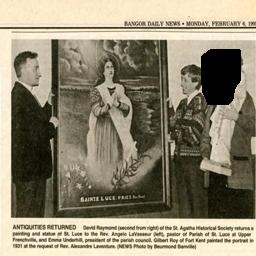 BANGOR DAILY NEWS • MONDAY, FEBRUARY 6, 199
SAINTE LUCE, PRIEZ
ANTIQUITIES RETURNED David Raymond (second from right) of the St. Agatha Historical Society returns a
painting and statue of St. Luce to the Rev. Angelo LeVasseur (left), pastor of Parish of St. Luce at Upper
Frenchville, and Emma Underhill, president of the parish council. Gilbert Roy of Fort Kent painted the portrait in
1931 at the request of Rev. Alexandre Laventure. (NEWS Photo by Beurmond Banville)